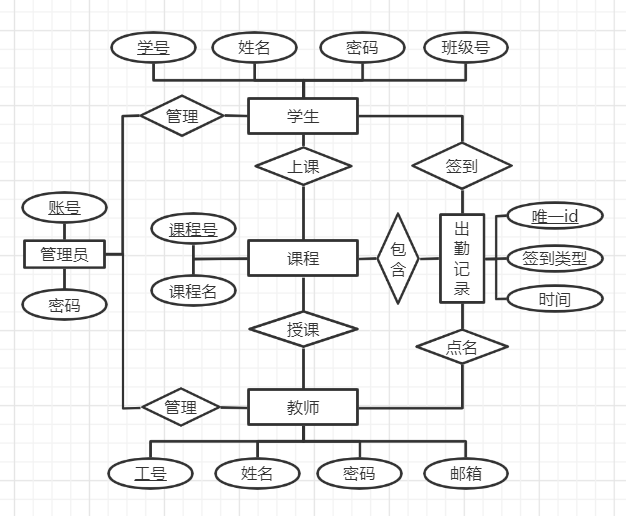 学号
姓名
密码
班级号
管理
学生
上课
签到
账号
管理员
密码
课程号
课程名
课程
包含
出勤记录
唯一id
签到类型
时间
授课
点名
管理
教师
工号
姓名
密码
邮箱